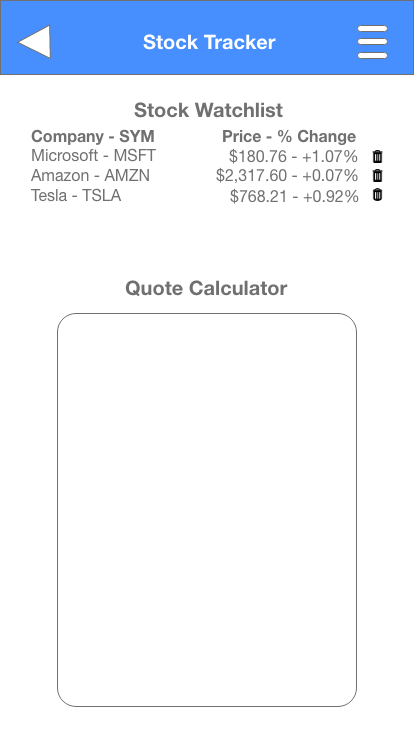 Stock Tracker
Stock Watchlist
Company - SYM Price - % Change
Microsoft - MSFT $180.76 - +1.07%
Amazon - AMZN $2,317.60 - +0.07%
Tesla - TSLA $768.21 - +0.92%
Quote Calculator